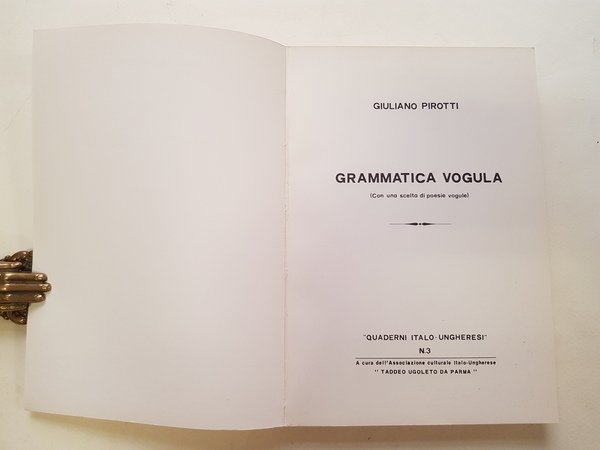 GIULIANO PIROTTI
GRAMMATICA VOGULA
(Con una scelta di poesie vogule)
"QUADERNI ITALO-UNGHERESI"
N.3
A cura dell'Associazione culturale Italo-Ungherese
" TADDEO UGOLETO DA PARMA "